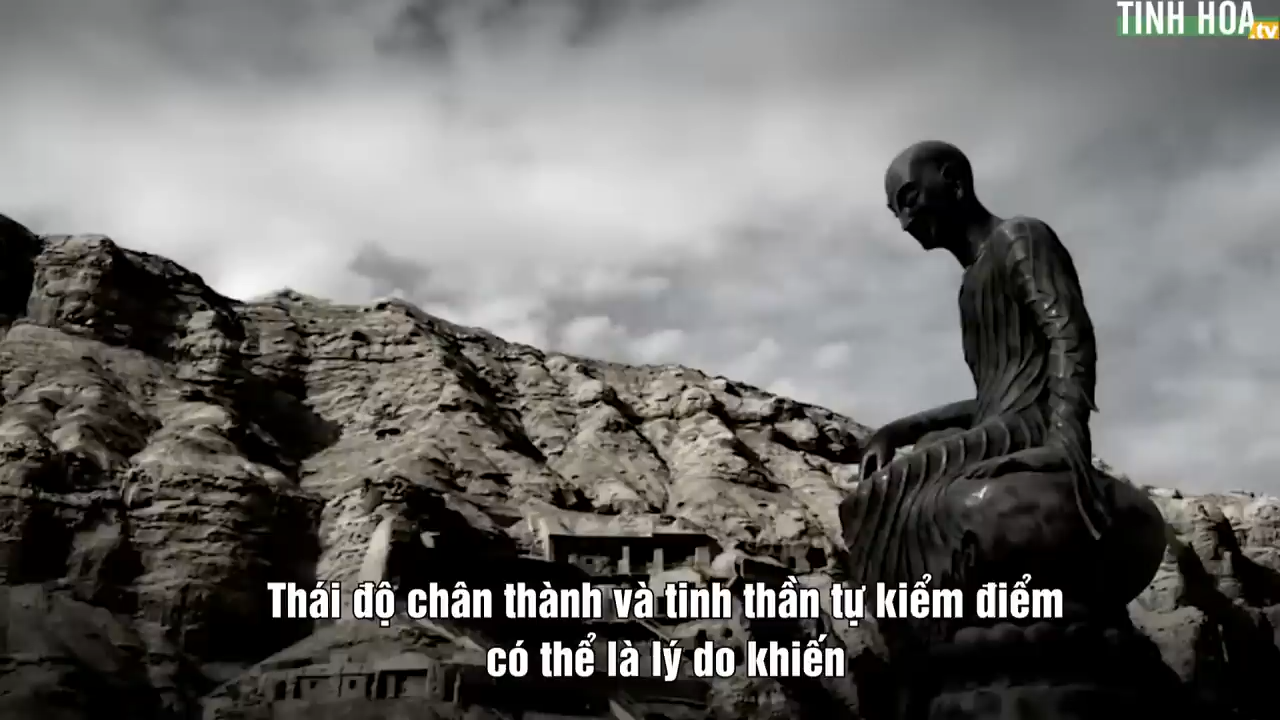 TINH HOA
.tv
Thái độ chân thành và tinh thần tự kiểm điểm
có thể là lý do khiến